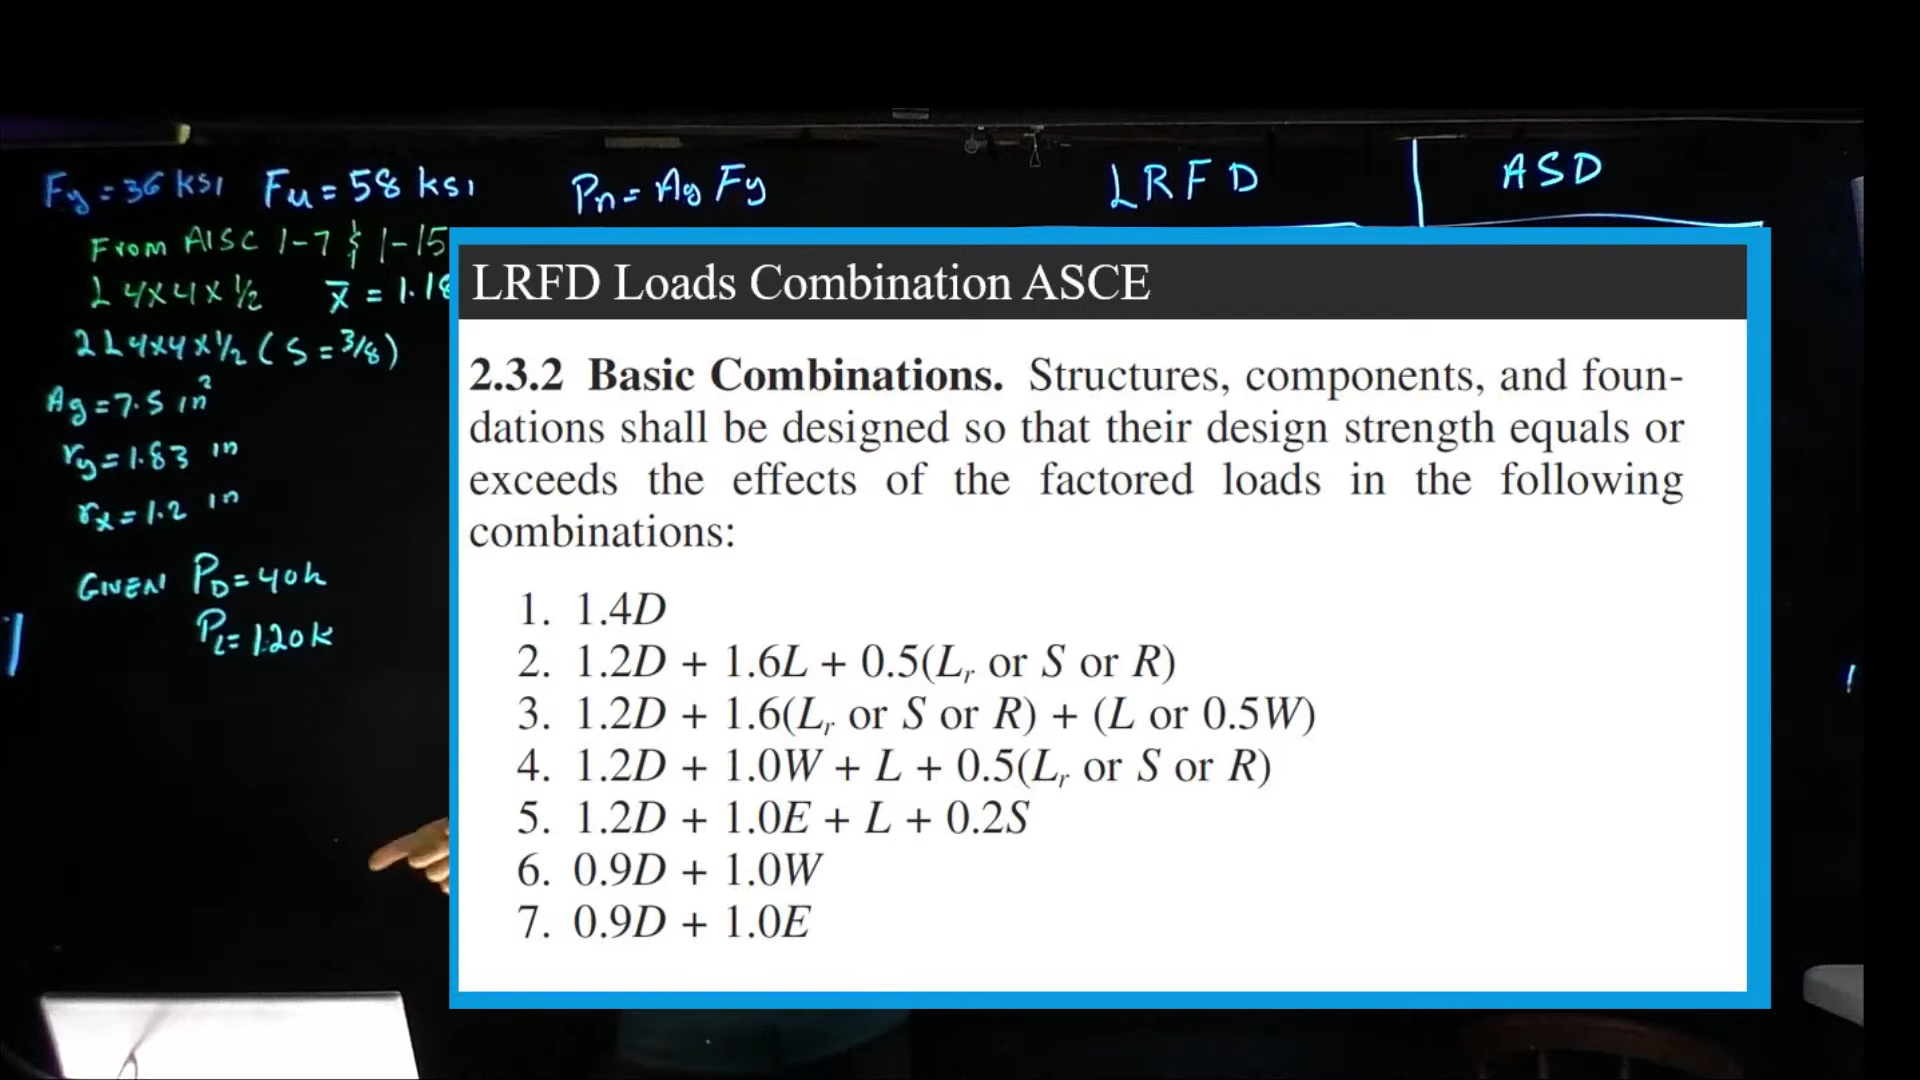 Fy = 36 ksi Fu = 58 ksi Pn = Ag Fy LRFD ASD
From AISC 1-7 & 1-15
L 4x4x 1/2 x̄ = 1.18
2L 4x4x1/2 (S = 3/8)
Ag = 7.5 in²
ry = 1.83 in
rx = 1.2 in
GIVEN PD = 40k
PL = 120k
LRFD Loads Combination ASCE
2.3.2 Basic Combinations. Structures, components, and foun-
dations shall be designed so that their design strength equals or
exceeds the effects of the factored loads in the following
combinations:
1. 1.4D
2. 1.2D + 1.6L + 0.5(Lr or S or R)
3. 1.2D + 1.6(Lr or S or R) + (L or 0.5W)
4. 1.2D + 1.0W + L + 0.5(Lr or S or R)
5. 1.2D + 1.0E + L + 0.2S
6. 0.9D + 1.0W
7. 0.9D + 1.0E